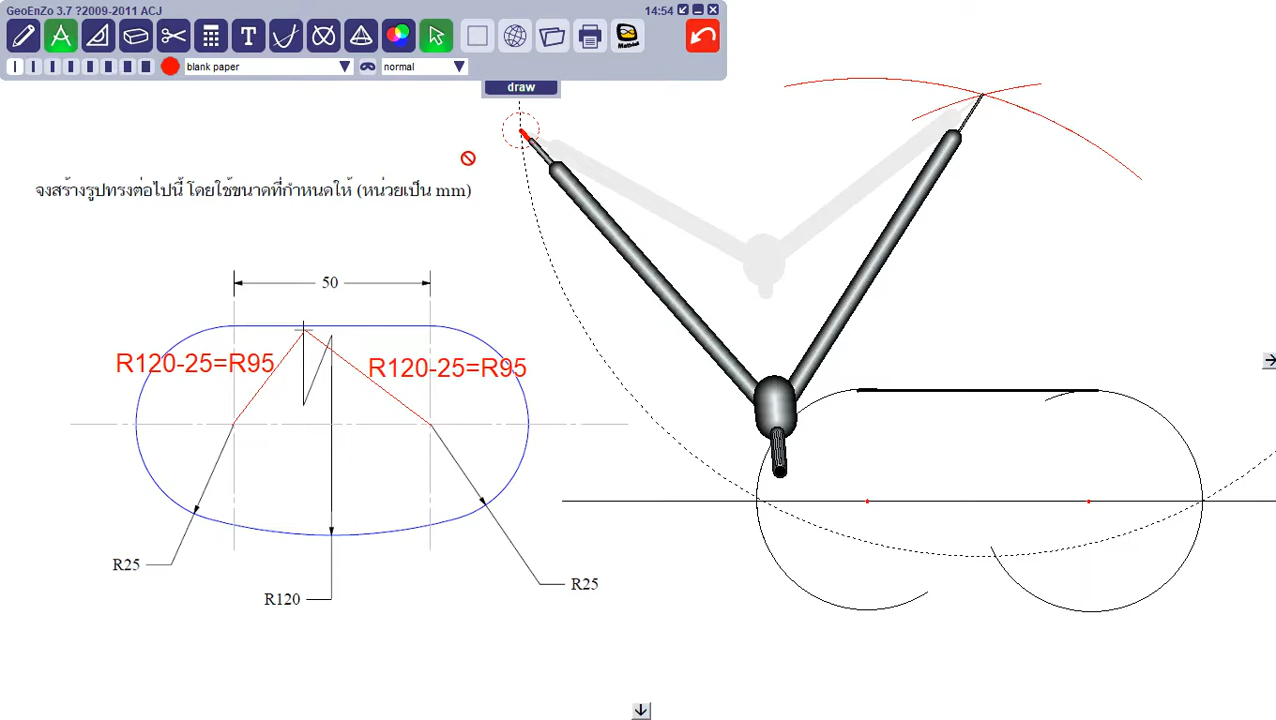 GeoEnZo 3.7 ?2009-2011 ACJ
14:54
T
Mathlet
blank paper
normal
draw
จงสร้างรูปทรงต่อไปนี้ โดยใช้ขนาดที่กำหนดให้ (หน่วยเป็น mm)
50
R120-25=R95
R120-25=R95
R25
R120
R25